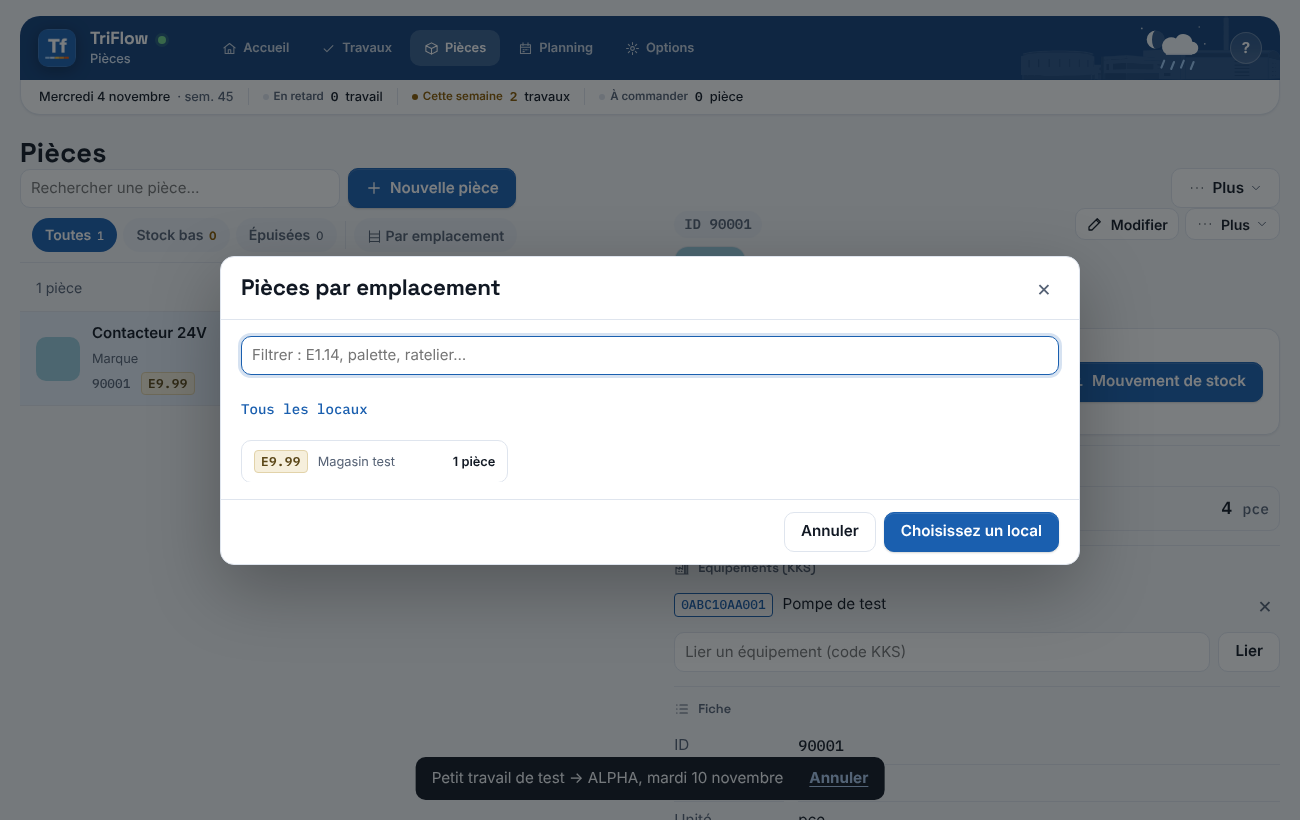 Tf TriFlow
Pièces
Accueil Travaux Pièces Planning Options ?
Mercredi 4 novembre · sem. 45 En retard 0 travail Cette semaine 2 travaux À commander 0 pièce
Pièces
Rechercher une pièce... + Nouvelle pièce ··· Plus
Toutes 1 Stock bas 0 Épuisées 0 Par emplacement
ID 90001 Modifier ··· Plus
1 pièce
Contacteur 24V
Marque
90001 E9.99
Pièces par emplacement ×
Filtrer : E1.14, palette, ratelier...
Tous les locaux
E9.99 Magasin test 1 pièce
Annuler Choisissez un local
Mouvement de stock
4 pce
Équipements (KKS)
0ABC10AA001 Pompe de test ×
Lier un équipement (code KKS) Lier
Fiche
ID 90001
Petit travail de test → ALPHA, mardi 10 novembre Annuler
Unité pce